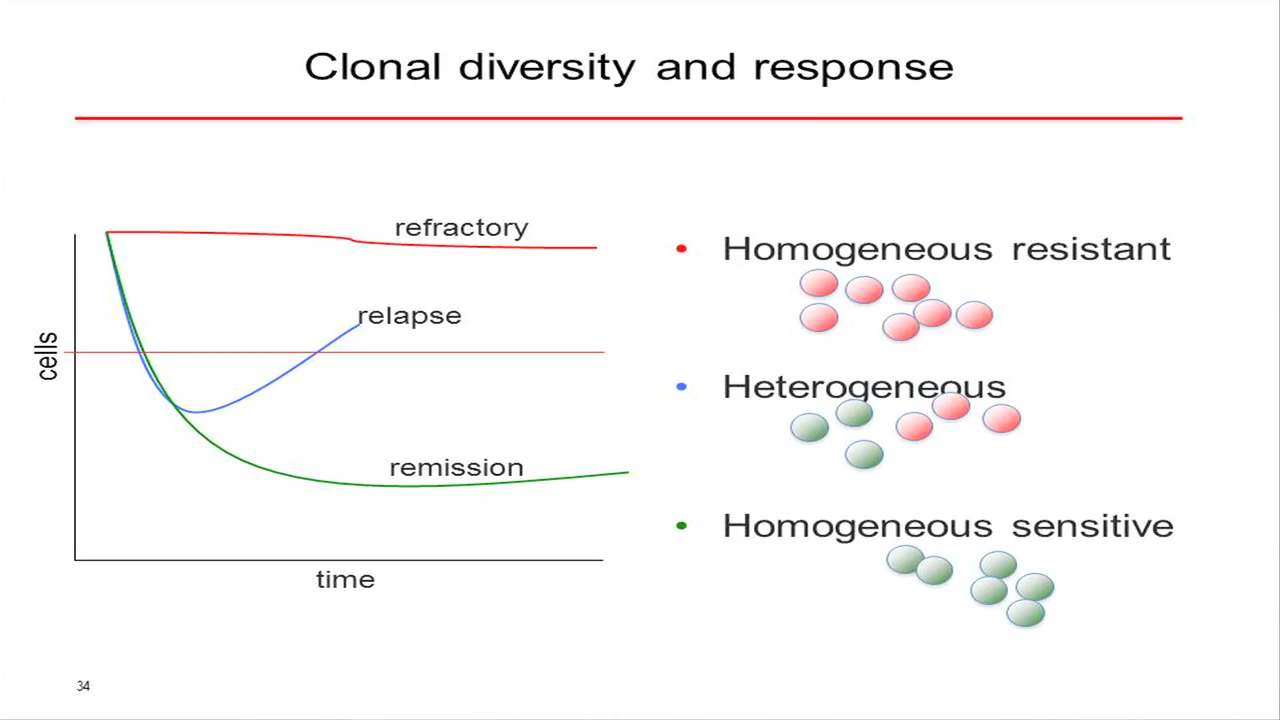 Clonal diversity and response
refractory
relapse
cells
remission
time
• Homogeneous resistant
• Heterogeneous
• Homogeneous sensitive
34